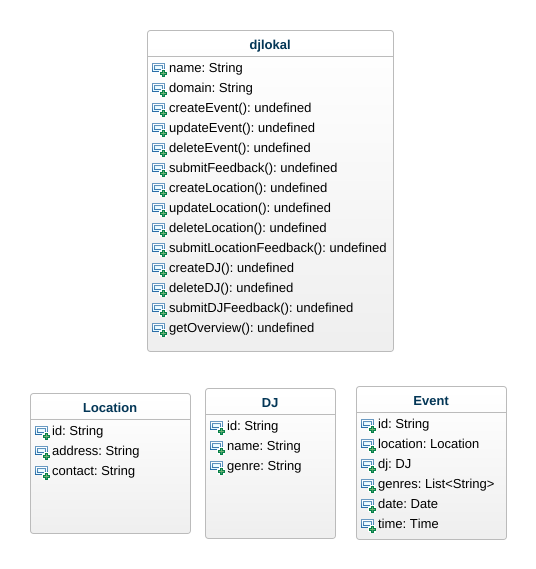 djlokal
name: String
domain: String
createEvent(): undefined
updateEvent(): undefined
deleteEvent(): undefined
submitFeedback(): undefined
createLocation(): undefined
updateLocation(): undefined
deleteLocation(): undefined
submitLocationFeedback(): undefined
createDJ(): undefined
deleteDJ(): undefined
submitDJFeedback(): undefined
getOverview(): undefined
Location
id: String
address: String
contact: String
DJ
id: String
name: String
genre: String
Event
id: String
location: Location
dj: DJ
genres: List<String>
date: Date
time: Time